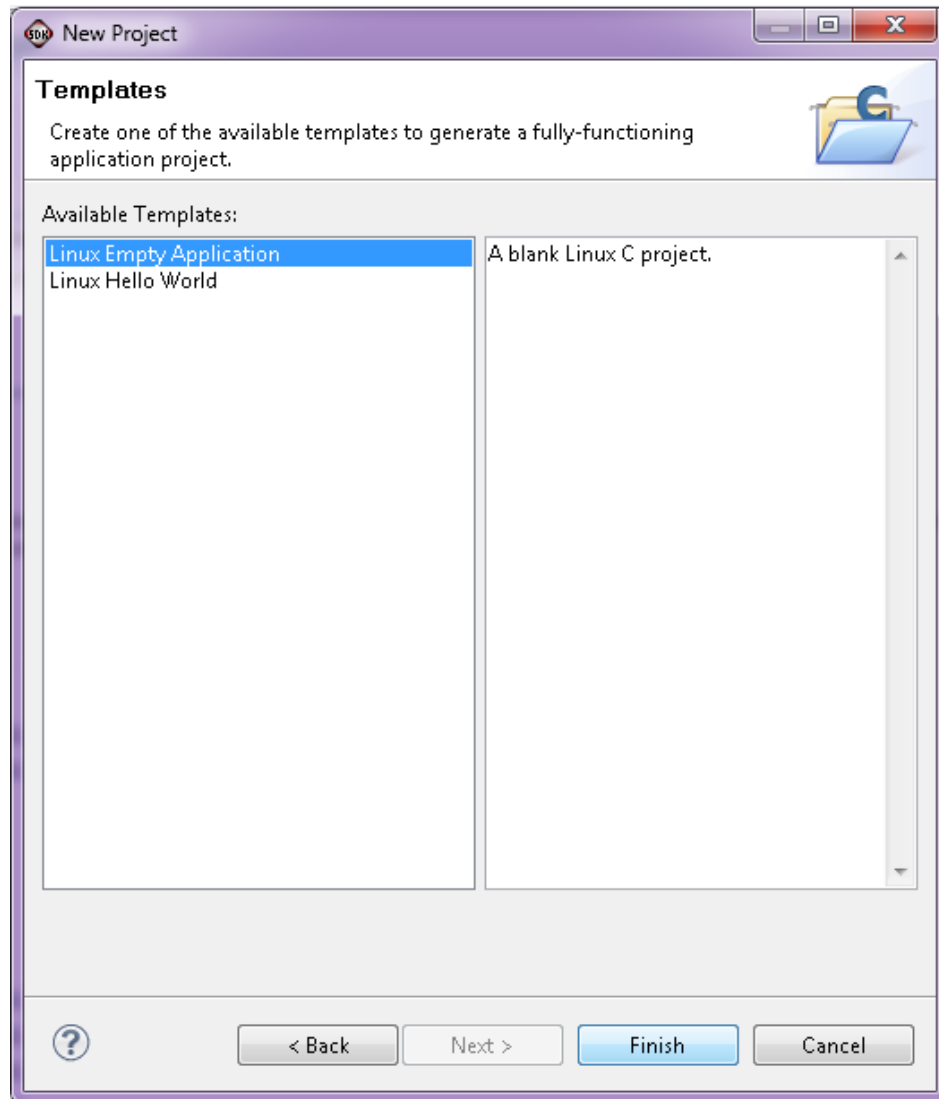 SDK New Project
Templates
Create one of the available templates to generate a fully-functioning
application project.
C
Available Templates:
Linux Empty Application
Linux Hello World
A blank Linux C project.
? < Back Next > Finish Cancel